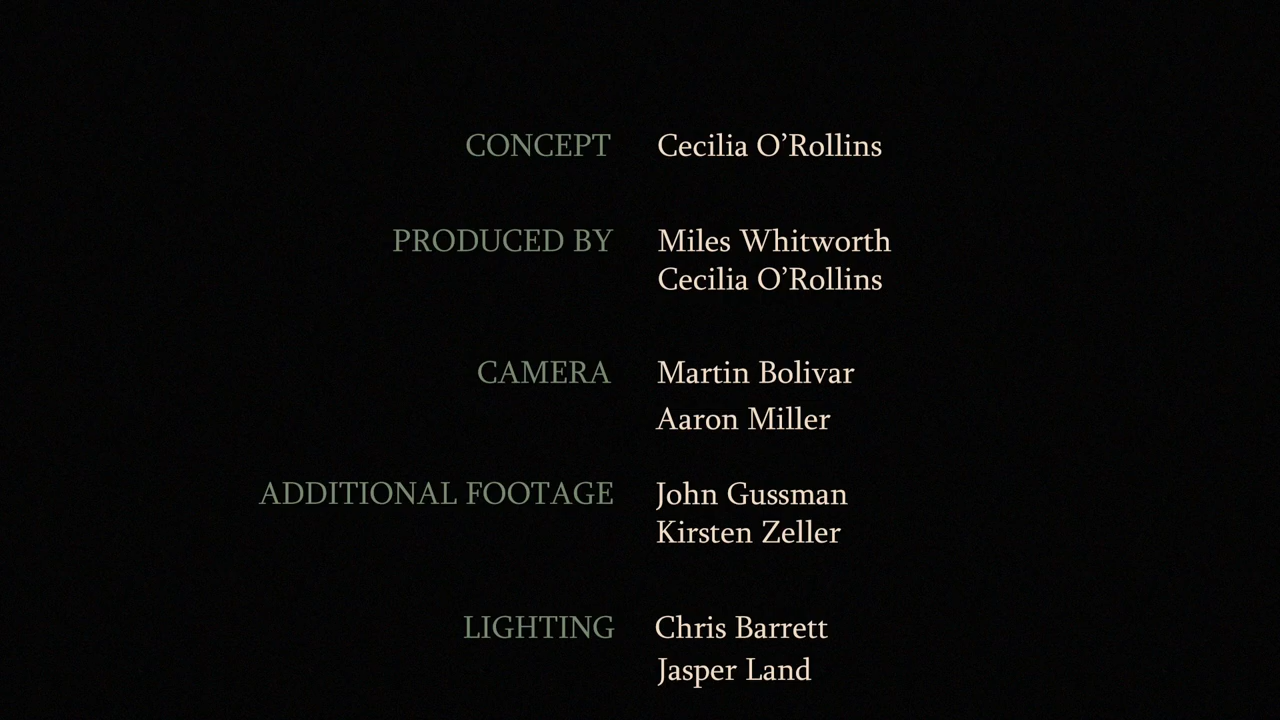 CONCEPT Cecilia O’Rollins
PRODUCED BY Miles Whitworth
Cecilia O’Rollins
CAMERA Martin Bolivar
Aaron Miller
ADDITIONAL FOOTAGE John Gussman
Kirsten Zeller
LIGHTING Chris Barrett
Jasper Land